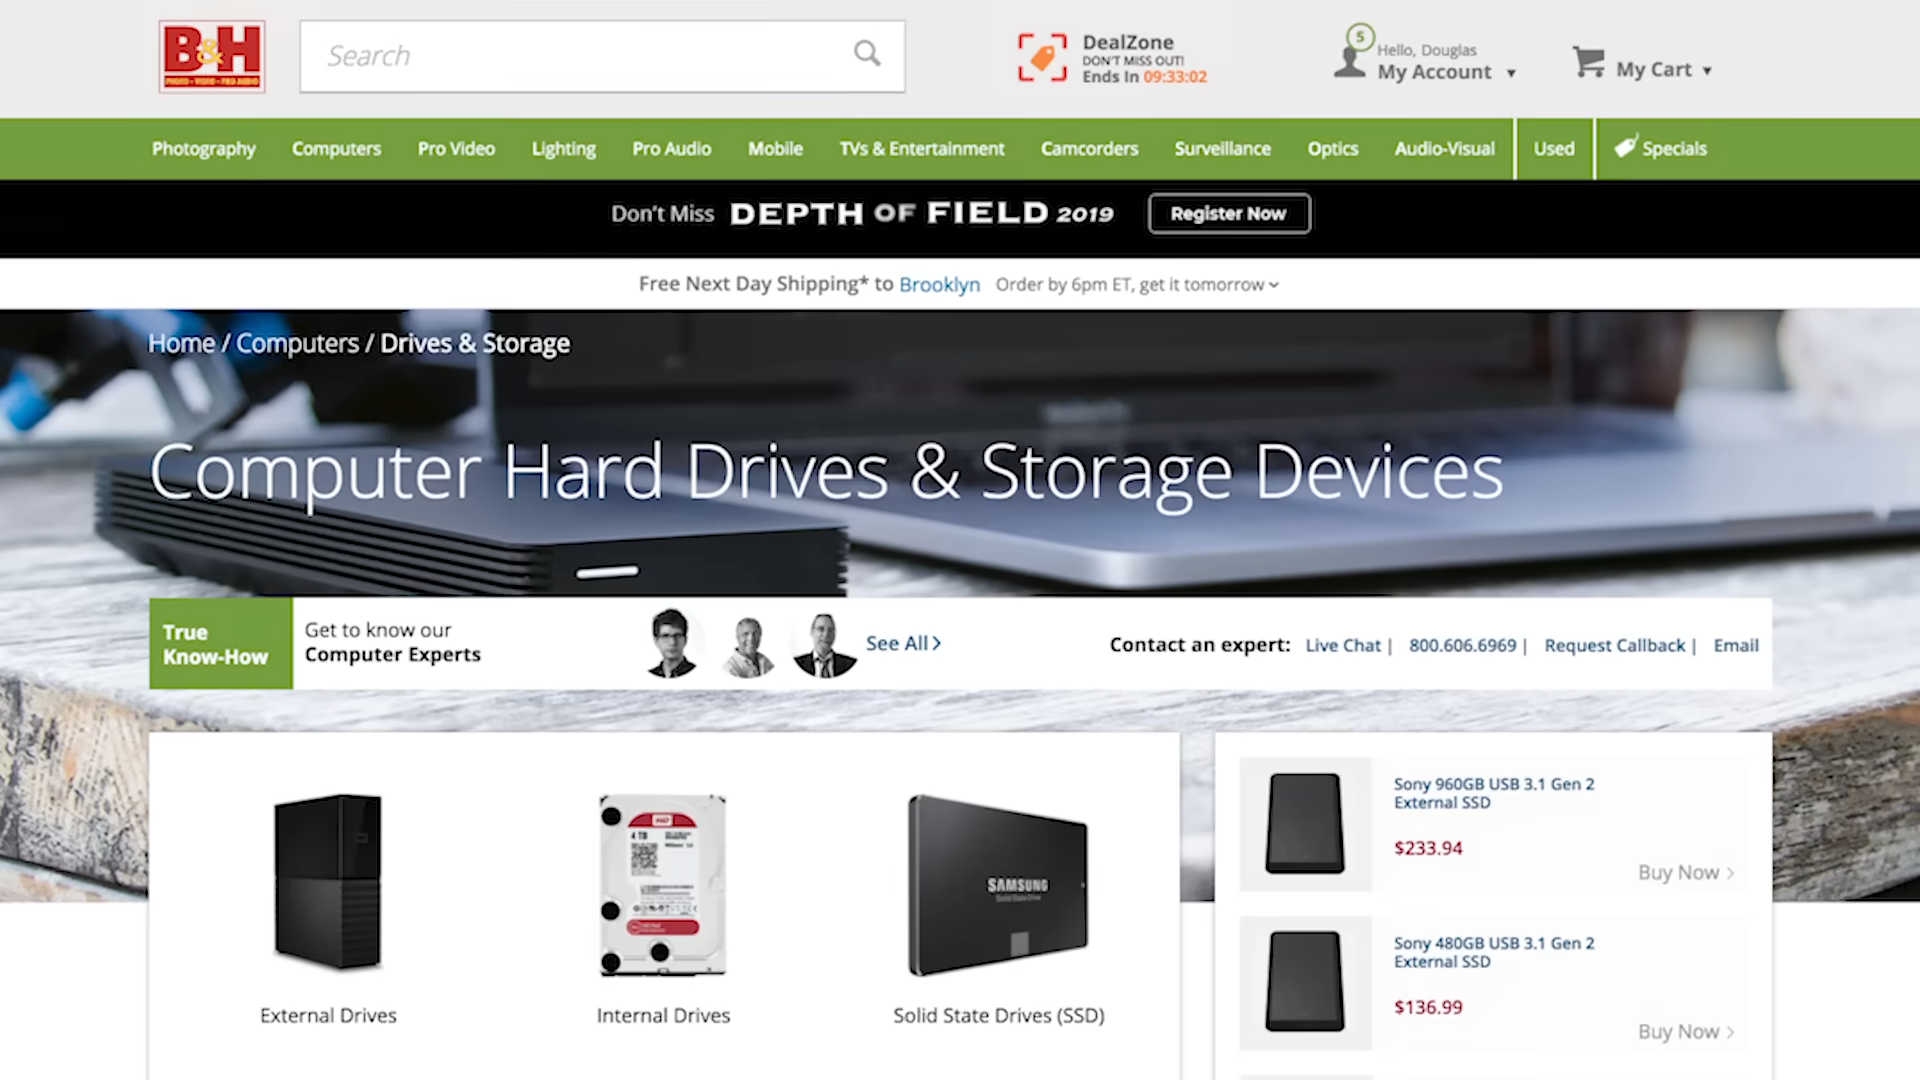 B&H
PHOTO - VIDEO - PRO AUDIO
Search
DealZone
DON'T MISS OUT!
Ends In 09:33:02
5
Hello, Douglas
My Account
My Cart
Photography Computers Pro Video Lighting Pro Audio Mobile TVs & Entertainment Camcorders Surveillance Optics Audio-Visual Used Specials
Don't Miss DEPTH OF FIELD 2019 Register Now
Free Next Day Shipping* to Brooklyn Order by 6pm ET, get it tomorrow
Home / Computers / Drives & Storage
Computer Hard Drives & Storage Devices
True
Know-How
Get to know our
Computer Experts
See All
Contact an expert: Live Chat | 800.606.6969 | Request Callback | Email
WD
4 TB
SAMSUNG
Solid State Drive
External Drives
Internal Drives
Solid State Drives (SSD)
Sony 960GB USB 3.1 Gen 2
External SSD
$233.94
Buy Now
Sony 480GB USB 3.1 Gen 2
External SSD
$136.99
Buy Now